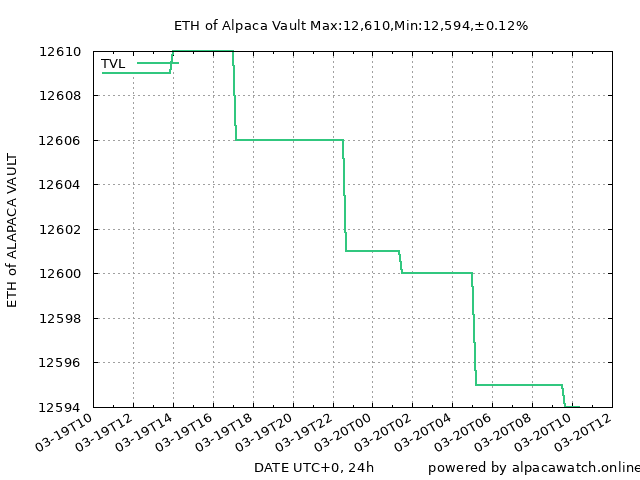 ETH of Alpaca Vault Max:12,610,Min:12,594,±0.12%
ETH of ALAPACA VAULT
TVL
12610
12608
12606
12604
12602
12600
12598
12596
12594
03-19T10
03-19T12
03-19T14
03-19T16
03-19T18
03-19T20
03-19T22
03-20T00
03-20T02
03-20T04
03-20T06
03-20T08
03-20T10
03-20T12
DATE UTC+0, 24h
powered by alpacawatch.online